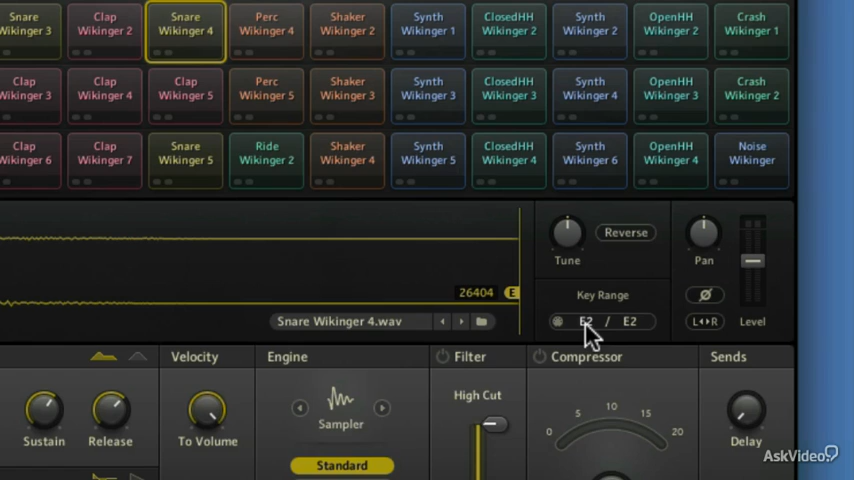 Snare Wikinger 3
Clap Wikinger 2
Snare Wikinger 4
Perc Wikinger 4
Shaker Wikinger 2
Synth Wikinger 1
ClosedHH Wikinger 2
Synth Wikinger 2
OpenHH Wikinger 2
Crash Wikinger 1
Clap Wikinger 3
Clap Wikinger 4
Clap Wikinger 5
Perc Wikinger 5
Shaker Wikinger 3
Synth Wikinger 3
ClosedHH Wikinger 3
Synth Wikinger 4
OpenHH Wikinger 3
Crash Wikinger 2
Clap Wikinger 6
Clap Wikinger 7
Snare Wikinger 5
Ride Wikinger 2
Shaker Wikinger 4
Synth Wikinger 5
ClosedHH Wikinger 4
Synth Wikinger 6
OpenHH Wikinger 4
Noise Wikinger
Tune
Reverse
Pan
26404 E
Key Range
Snare Wikinger 4.wav
E2 / E2
L◂▸R
Level
Velocity
Engine
Filter
Compressor
Sends
High Cut
0 5 10 15 20
Sustain
Release
To Volume
Sampler
Delay
Standard
AskVideo